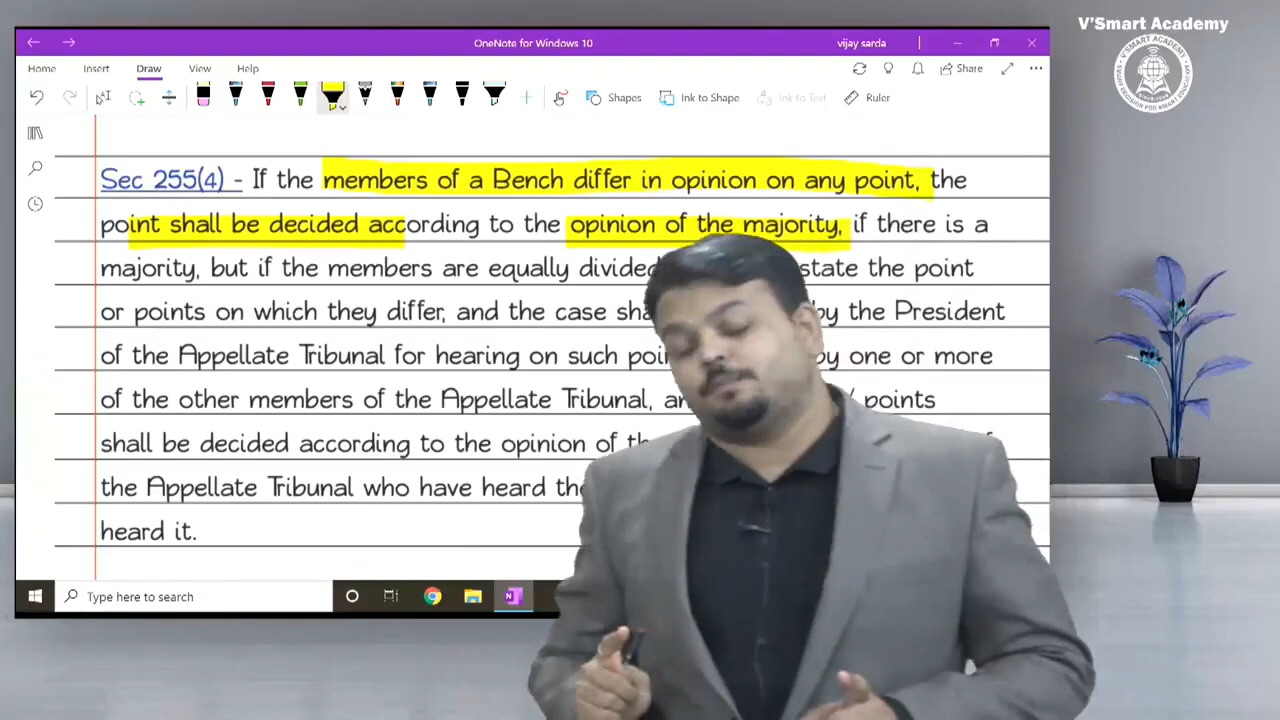 V'Smart Academy
OneNote for Windows 10
vijay sarda
Home Insert Draw View Help
Share
Shapes Ink to Shape Ink to Text Ruler
Sec 255(4) - If the members of a Bench differ in opinion on any point, the
point shall be decided according to the opinion of the majority, if there is a
majority, but if the members are equally divided state the point
or points on which they differ, and the case by the President
of the Appellate Tribunal for hearing on such by one or more
of the other members of the Appellate Tribunal, points
shall be decided according to the opinion of
the Appellate Tribunal who have heard
heard it.
Type here to search